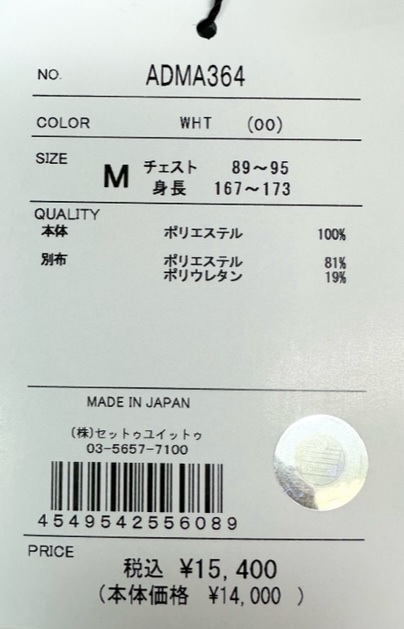 NO. ADMA364
COLOR WHT (00)
SIZE M チェスト 89～95
身長 167～173
QUALITY
本体 ポリエステル 100%
別布 ポリエステル 81%
ポリウレタン 19%
MADE IN JAPAN
(株)セットゥユイットゥ
03-5657-7100
4549542556089
PRICE
税込 ¥15,400
(本体価格 ¥14,000 )